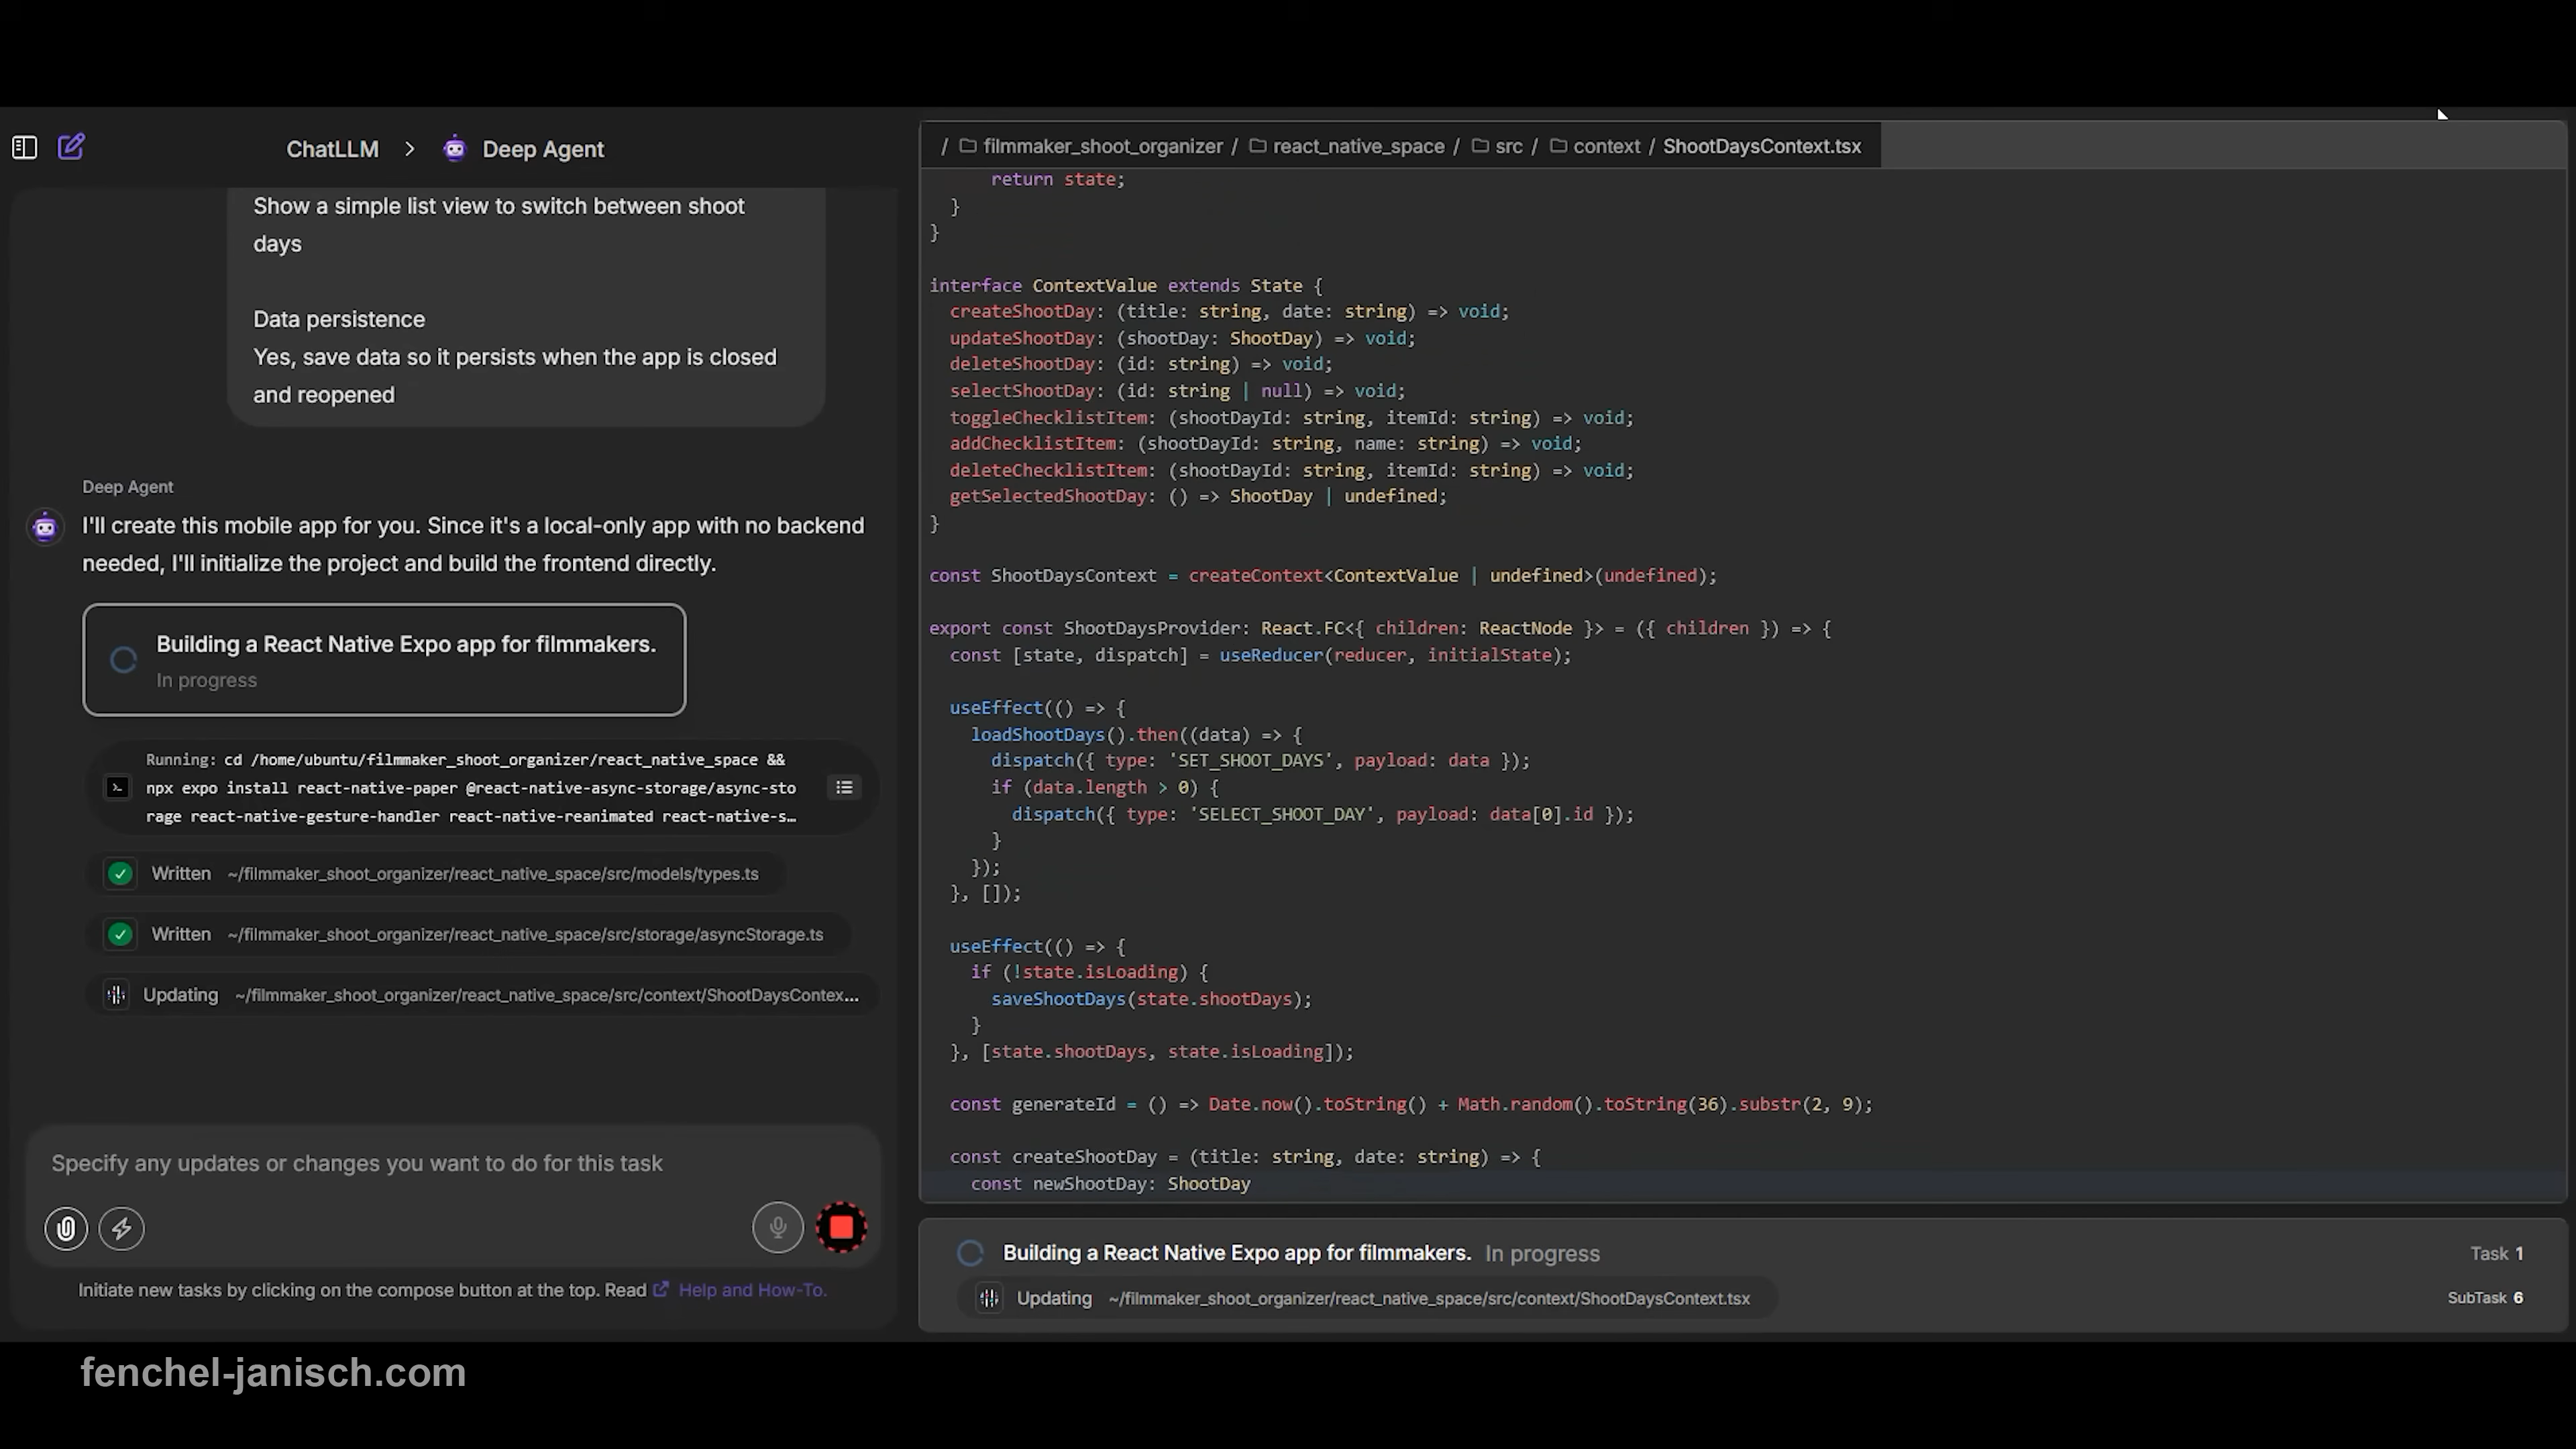 ChatLLM > Deep Agent
Show a simple list view to switch between shoot
days
Data persistence
Yes, save data so it persists when the app is closed
and reopened
Deep Agent
I'll create this mobile app for you. Since it's a local-only app with no backend
needed, I'll initialize the project and build the frontend directly.
Building a React Native Expo app for filmmakers.
In progress
Running: cd /home/ubuntu/filmmaker_shoot_organizer/react_native_space &&
npx expo install react-native-paper @react-native-async-storage/async-sto
rage react-native-gesture-handler react-native-reanimated react-native-s…
Written ~/filmmaker_shoot_organizer/react_native_space/src/models/types.ts
Written ~/filmmaker_shoot_organizer/react_native_space/src/storage/asyncStorage.ts
Updating ~/filmmaker_shoot_organizer/react_native_space/src/context/ShootDaysContex...
Specify any updates or changes you want to do for this task
Initiate new tasks by clicking on the compose button at the top. Read Help and How-To.
/ filmmaker_shoot_organizer / react_native_space / src / context / ShootDaysContext.tsx
return state;
}
}
interface ContextValue extends State {
createShootDay: (title: string, date: string) => void;
updateShootDay: (shootDay: ShootDay) => void;
deleteShootDay: (id: string) => void;
selectShootDay: (id: string | null) => void;
toggleChecklistItem: (shootDayId: string, itemId: string) => void;
addChecklistItem: (shootDayId: string, name: string) => void;
deleteChecklistItem: (shootDayId: string, itemId: string) => void;
getSelectedShootDay: () => ShootDay | undefined;
}
const ShootDaysContext = createContext<ContextValue | undefined>(undefined);
export const ShootDaysProvider: React.FC<{ children: ReactNode }> = ({ children }) => {
const [state, dispatch] = useReducer(reducer, initialState);
useEffect(() => {
loadShootDays().then((data) => {
dispatch({ type: 'SET_SHOOT_DAYS', payload: data });
if (data.length > 0) {
dispatch({ type: 'SELECT_SHOOT_DAY', payload: data[0].id });
}
});
}, []);
useEffect(() => {
if (!state.isLoading) {
saveShootDays(state.shootDays);
}
}, [state.shootDays, state.isLoading]);
const generateId = () => Date.now().toString() + Math.random().toString(36).substr(2, 9);
const createShootDay = (title: string, date: string) => {
const newShootDay: ShootDay
Building a React Native Expo app for filmmakers. In progress Task 1
Updating ~/filmmaker_shoot_organizer/react_native_space/src/context/ShootDaysContext.tsx SubTask 6
fenchel-janisch.com